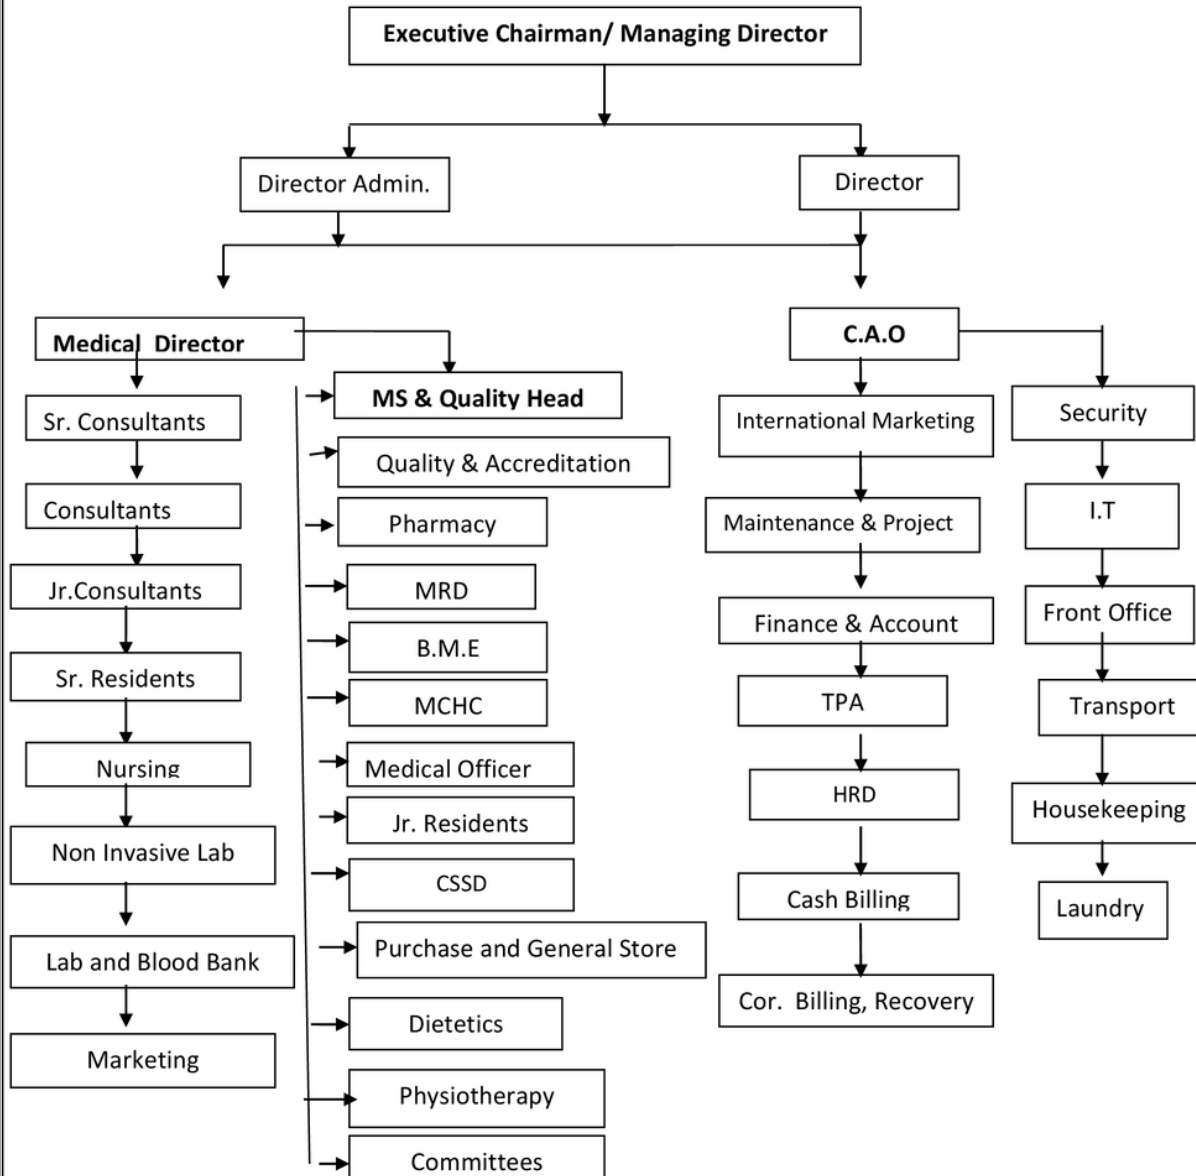 Executive Chairman/ Managing Director
Director Admin.
Director
Medical  Director
C.A.O
MS & Quality Head
Sr. Consultants
International Marketing
Security
Quality & Accreditation
Consultants
Pharmacy
Maintenance & Project
I.T
Jr.Consultants
MRD
Finance & Account
Front Office
B.M.E
Sr. Residents
MCHC
TPA
Transport
Nursing
Medical Officer
HRD
Housekeeping
Jr. Residents
Non Invasive Lab
CSSD
Cash Billing
Laundry
Lab and Blood Bank
Purchase and General Store
Cor.  Billing, Recovery
Dietetics
Marketing
Physiotherapy
Committees